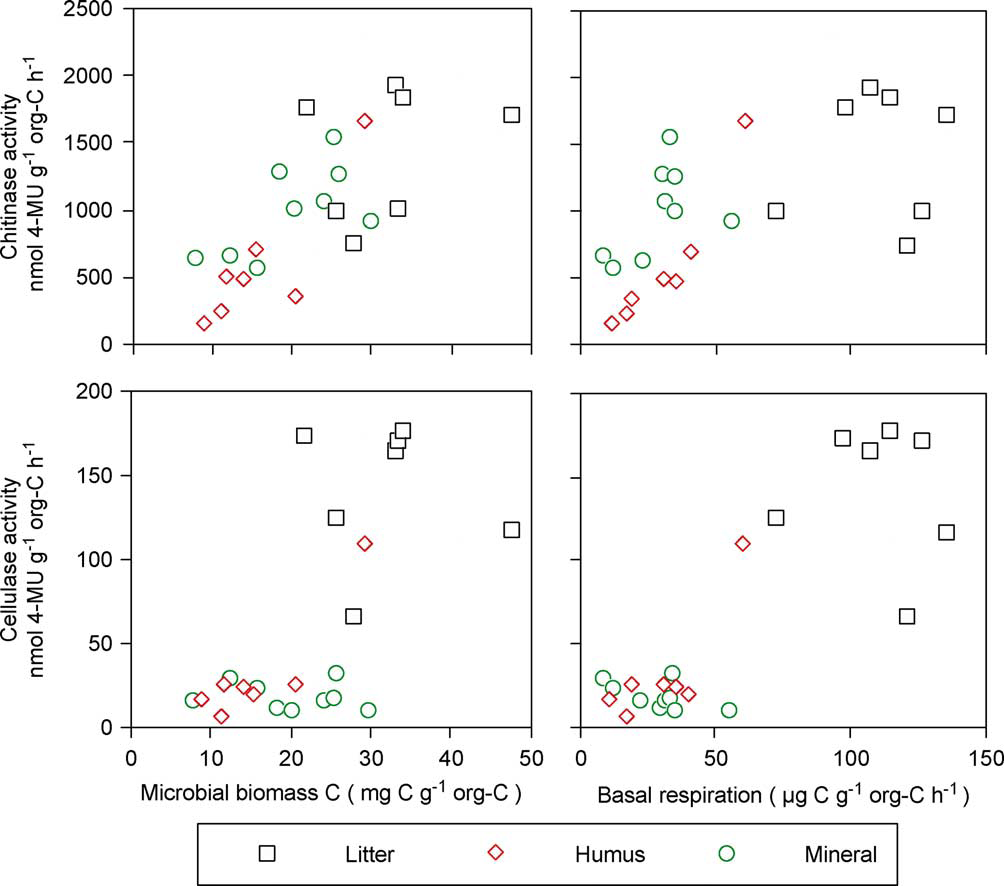 Chitinase activity
nmol 4-MU g⁻¹ org-C h⁻¹
2500
2000
1500
1000
500
0
Cellulase activity
nmol 4-MU g⁻¹ org-C h⁻¹
200
150
100
50
0
0 10 20 30 40 50
0 50 100 150
Microbial biomass C ( mg C g⁻¹ org-C )
Basal respiration ( µg C g⁻¹ org-C h⁻¹ )
Litter Humus Mineral